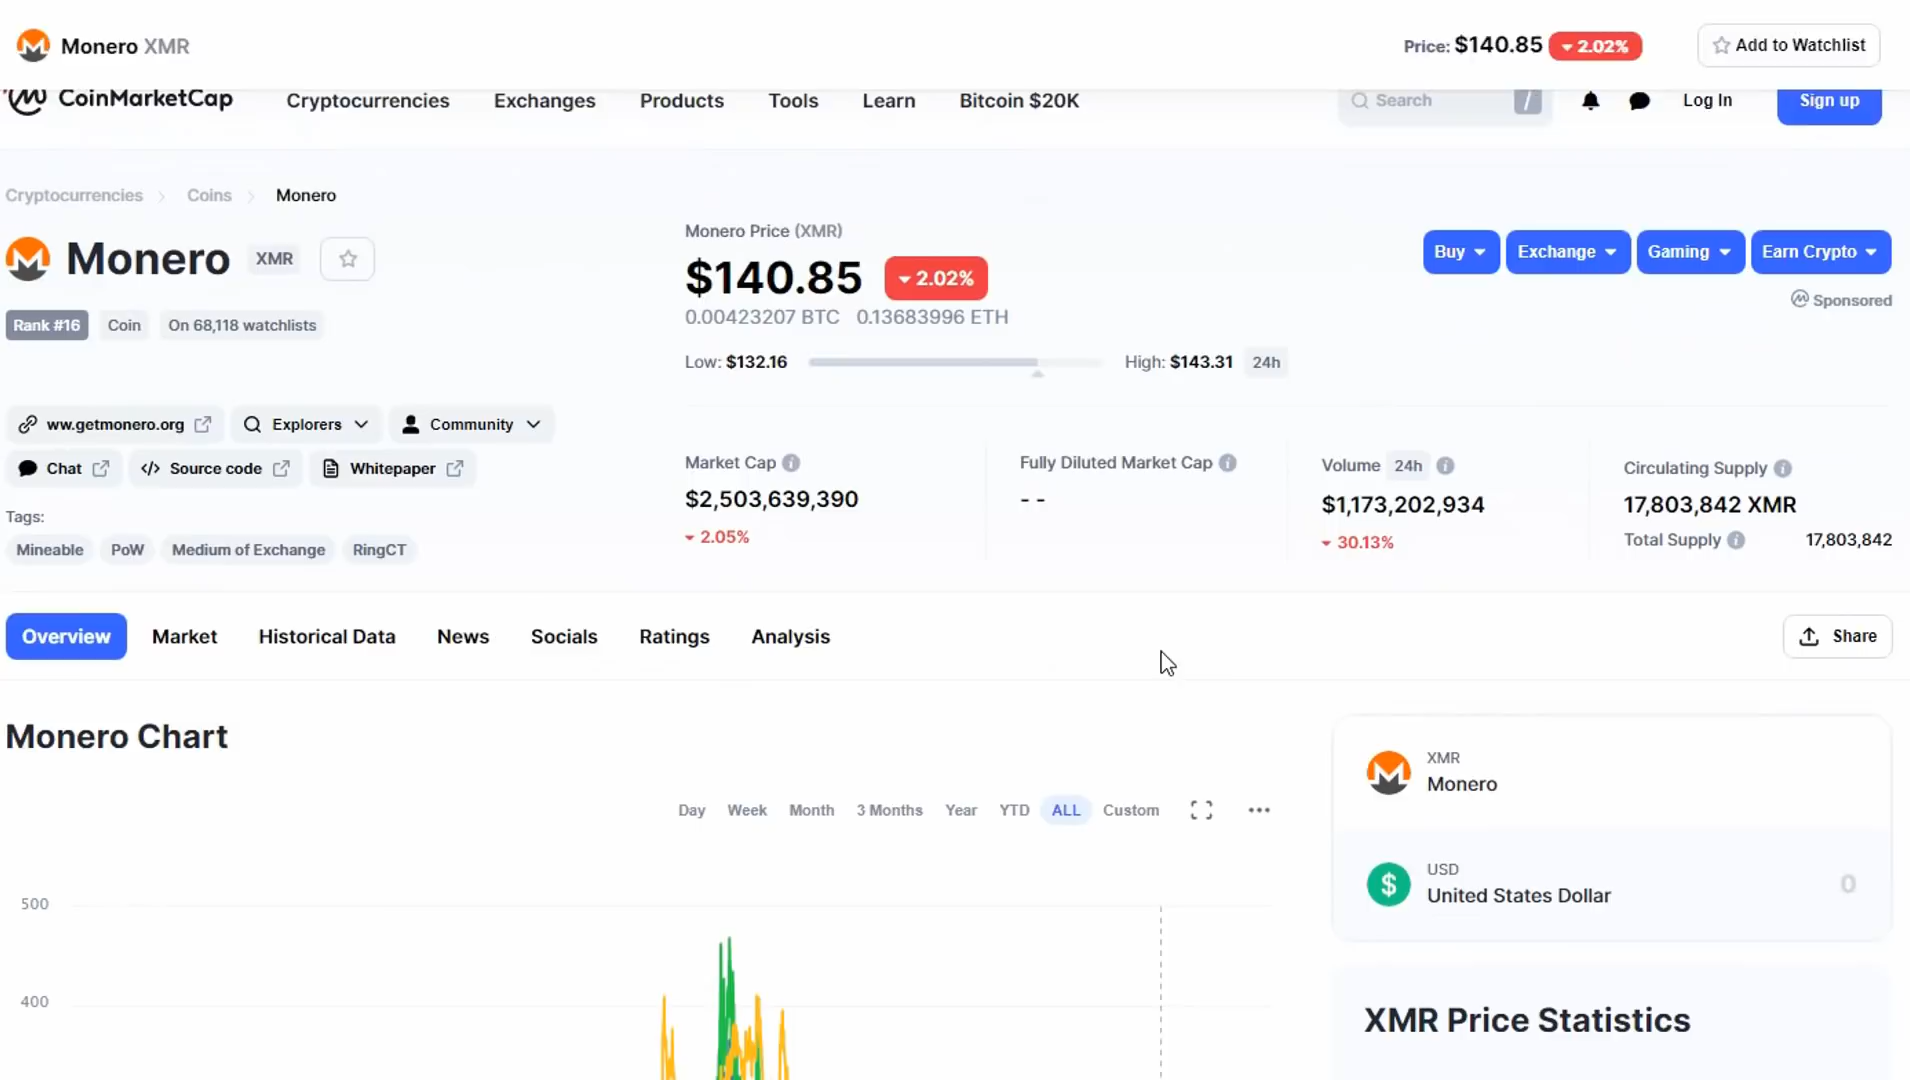 Monero XMR
Price: $140.85 2.02% Add to Watchlist
CoinMarketCap Cryptocurrencies Exchanges Products Tools Learn Bitcoin $20K Search / Log In Sign up
Cryptocurrencies Coins Monero
Monero XMR
Rank #16 Coin On 68,118 watchlists
Monero Price (XMR)
$140.85 2.02%
0.00423207 BTC 0.13683996 ETH
Low: $132.16 High: $143.31 24h
Buy Exchange Gaming Earn Crypto
Sponsored
ww.getmonero.org Explorers Community
Chat Source code Whitepaper
Tags:
Mineable PoW Medium of Exchange RingCT
Market Cap
$2,503,639,390
2.05%
Fully Diluted Market Cap
- -
Volume 24h
$1,173,202,934
30.13%
Circulating Supply
17,803,842 XMR
Total Supply 17,803,842
Overview Market Historical Data News Socials Ratings Analysis Share
Monero Chart
Day Week Month 3 Months Year YTD ALL Custom
500
400
XMR
Monero
USD
United States Dollar 0
XMR Price Statistics